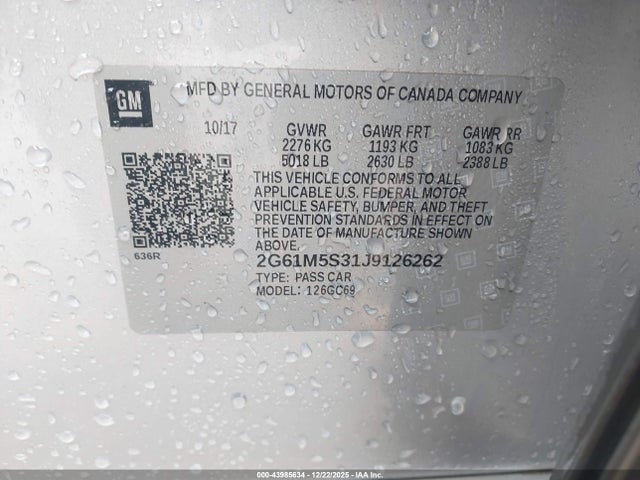 GM
MFD BY GENERAL MOTORS OF CANADA COMPANY
10/17 GVWR GAWR FRT GAWR RR
2276 KG 1193 KG 1083 KG
5018 LB 2630 LB 2388 LB
THIS VEHICLE CONFORMS TO ALL
APPLICABLE U.S. FEDERAL MOTOR
VEHICLE SAFETY, BUMPER, AND THEFT
PREVENTION STANDARDS IN EFFECT ON
THE DATE OF MANUFACTURE SHOWN
ABOVE.
636R
2G61M5S31J9126262
TYPE: PASS CAR
MODEL: 126GC69
© 000-43985634 - 12/22/2025 - IAA Inc.